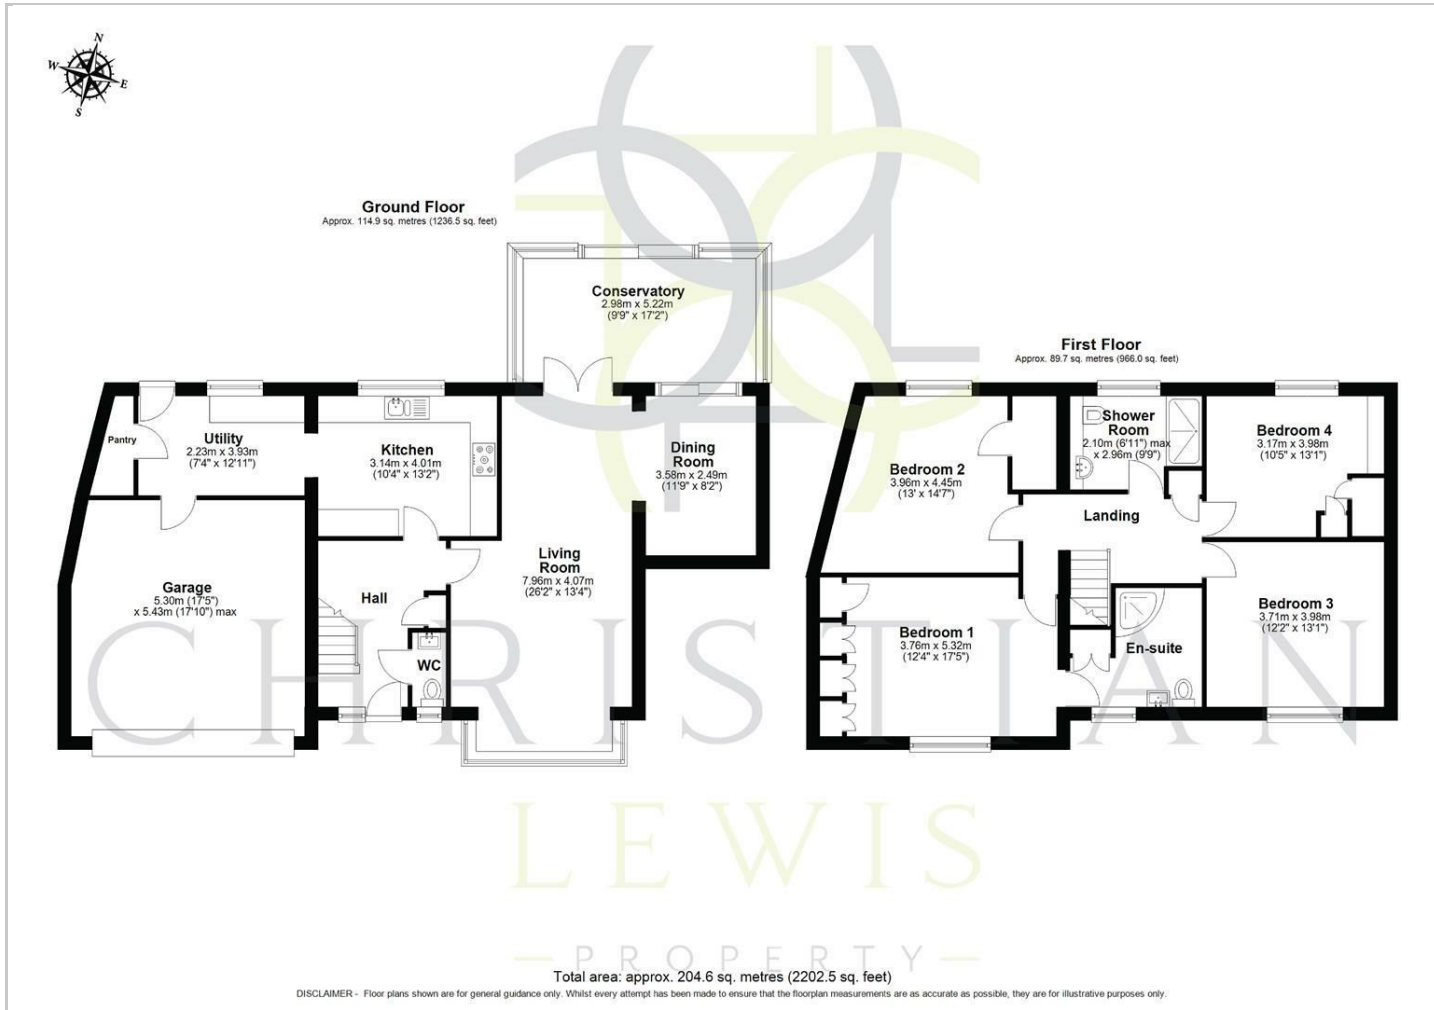 N
W
E
S
Ground Floor
Approx. 114.9 sq. metres (1236.5 sq. feet)
Conservatory
2.98m x 5.22m
(9'9" x 17'2")
Pantry
Utility
2.23m x 3.93m
(7'4" x 12'11")
Kitchen
3.14m x 4.01m
(10'4" x 13'2")
Dining
Room
3.58m x 2.49m
(11'9" x 8'2")
Living
Room
7.96m x 4.07m
(26'2" x 13'4")
Garage
5.30m (17'5")
x 5.43m (17'10") max
Hall
WC
First Floor
Approx. 89.7 sq. metres (966.0 sq. feet)
Bedroom 2
3.96m x 4.45m
(13' x 14'7")
Shower
Room
2.10m (6'11") max
x 2.96m (9'9")
Bedroom 4
3.17m x 3.98m
(10'5" x 13'1")
Landing
Bedroom 1
3.76m x 5.32m
(12'4" x 17'5")
En-suite
Bedroom 3
3.71m x 3.98m
(12'2" x 13'1")
CHRISTIAN
LEWIS
PROPERTY
Total area: approx. 204.6 sq. metres (2202.5 sq. feet)
DISCLAIMER - Floor plans shown are for general guidance only. Whilst every attempt has been made to ensure that the floorplan measurements are as accurate as possible, they are for illustrative purposes only.